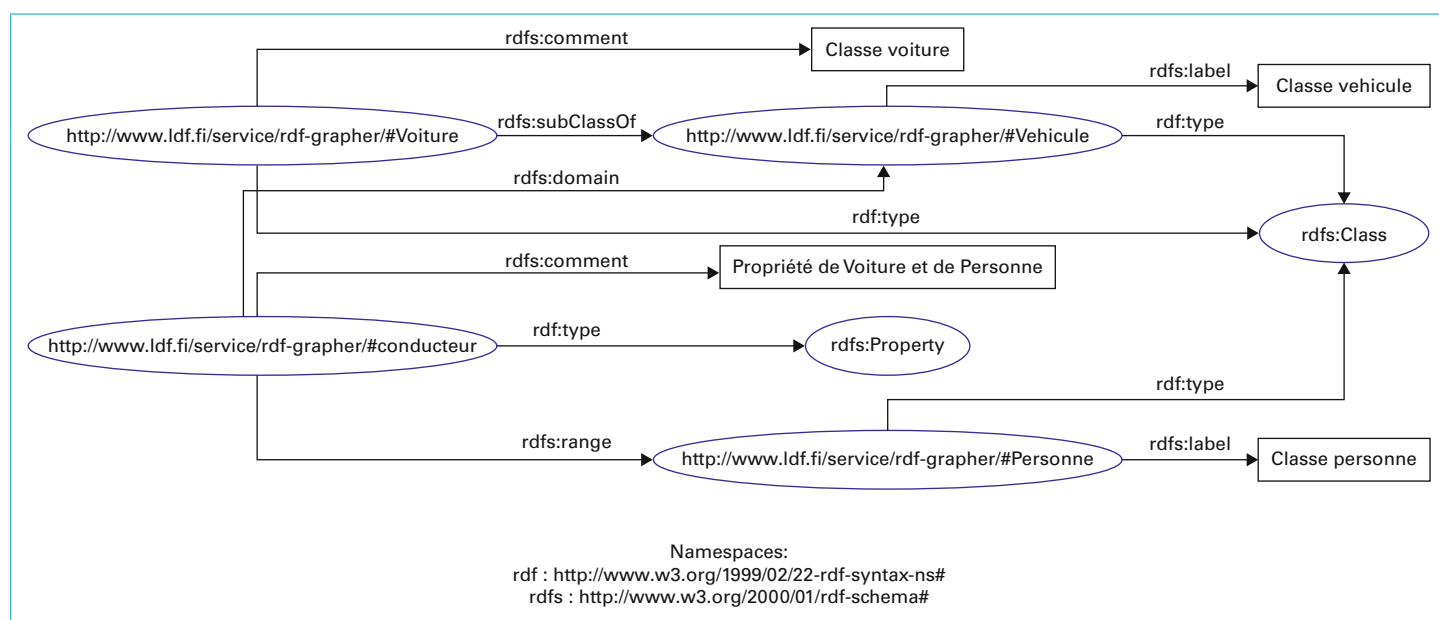 rdfs:comment
Classe voiture
rdfs:label
Classe vehicule
http://www.ldf.fi/service/rdf-grapher/#Voiture
rdfs:subClassOf
http://www.ldf.fi/service/rdf-grapher/#Vehicule
rdf:type
rdfs:domain
rdf:type
rdfs:Class
rdfs:comment
Propriété de Voiture et de Personne
http://www.ldf.fi/service/rdf-grapher/#conducteur
rdf:type
rdfs:Property
rdf:type
rdfs:range
http://www.ldf.fi/service/rdf-grapher/#Personne
rdfs:label
Classe personne
Namespaces:
rdf : http://www.w3.org/1999/02/22-rdf-syntax-ns#
rdfs : http://www.w3.org/2000/01/rdf-schema#